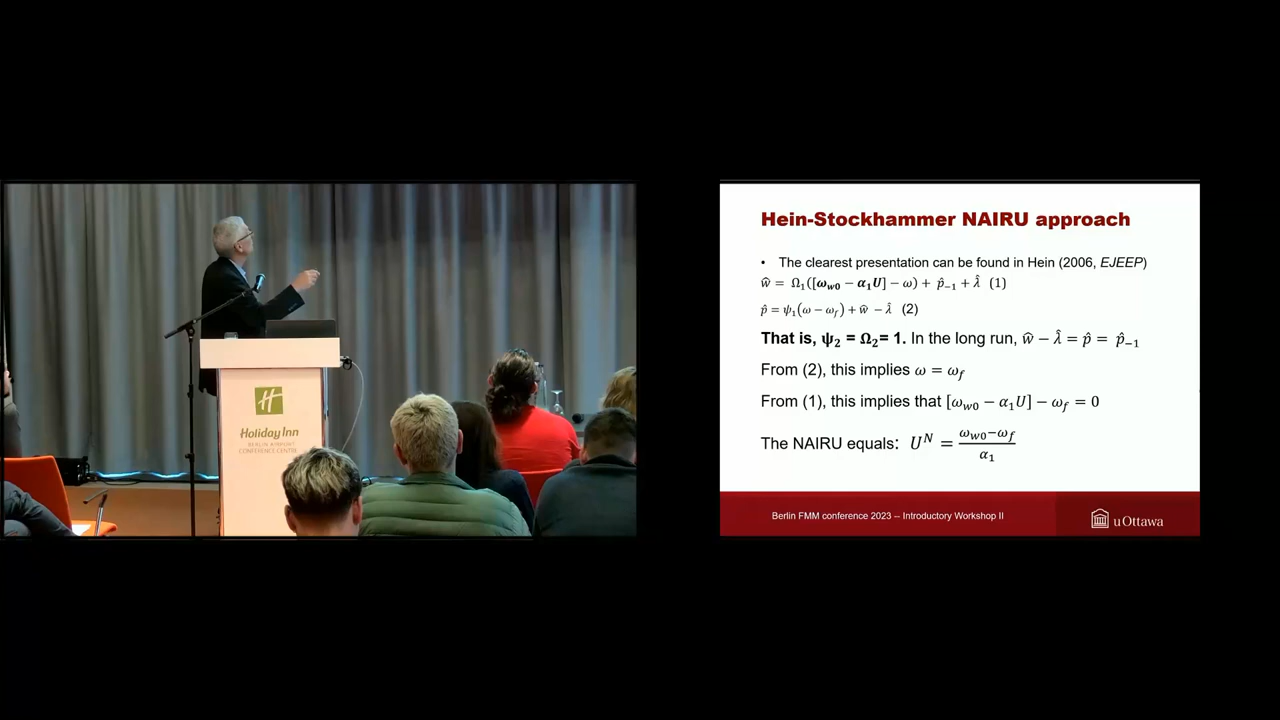 H
Holiday Inn
BERLIN AIRPORT
CONFERENCE CENTRE
Hein-Stockhammer NAIRU approach
• The clearest presentation can be found in Hein (2006, EJEEP)
ŵ = Ω₁([ω_w0 − α₁U] − ω) + p̂₋₁ + λ̂ (1)
p̂ = ψ₁(ω − ω_f) + ŵ − λ̂ (2)
That is, ψ₂ = Ω₂= 1. In the long run, ŵ − λ̂ = p̂ = p̂₋₁
From (2), this implies ω = ω_f
From (1), this implies that [ω_w0 − α₁U] − ω_f = 0
The NAIRU equals: Uᴺ = (ω_w0−ω_f)/α₁
Berlin FMM conference 2023 -- Introductory Workshop II
uOttawa